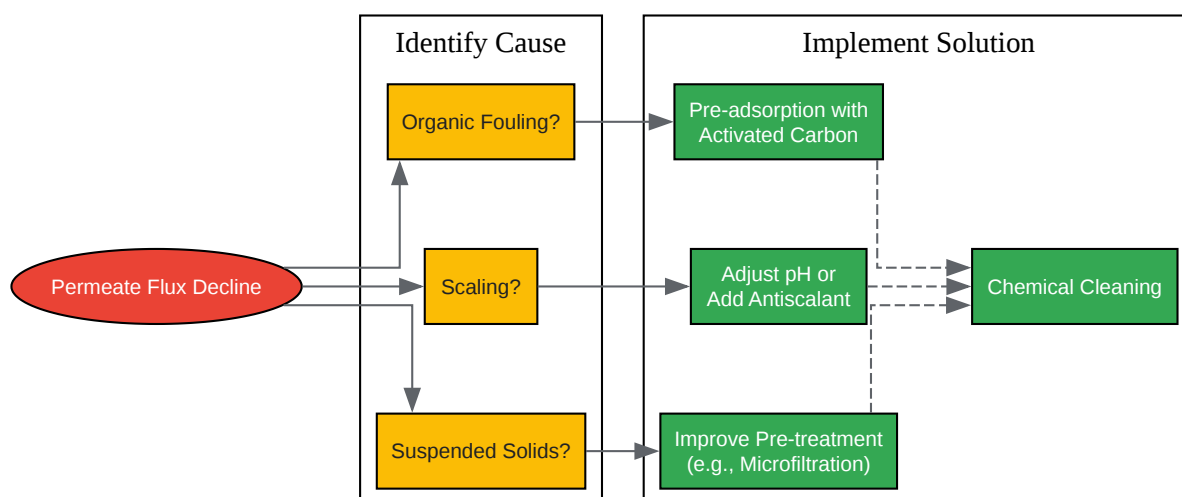 Identify Cause
Implement Solution
Organic Fouling?
Pre-adsorption with
Activated Carbon
Permeate Flux Decline
Scaling?
Adjust pH or
Add Antiscalant
Chemical Cleaning
Suspended Solids?
Improve Pre-treatment
(e.g., Microfiltration)